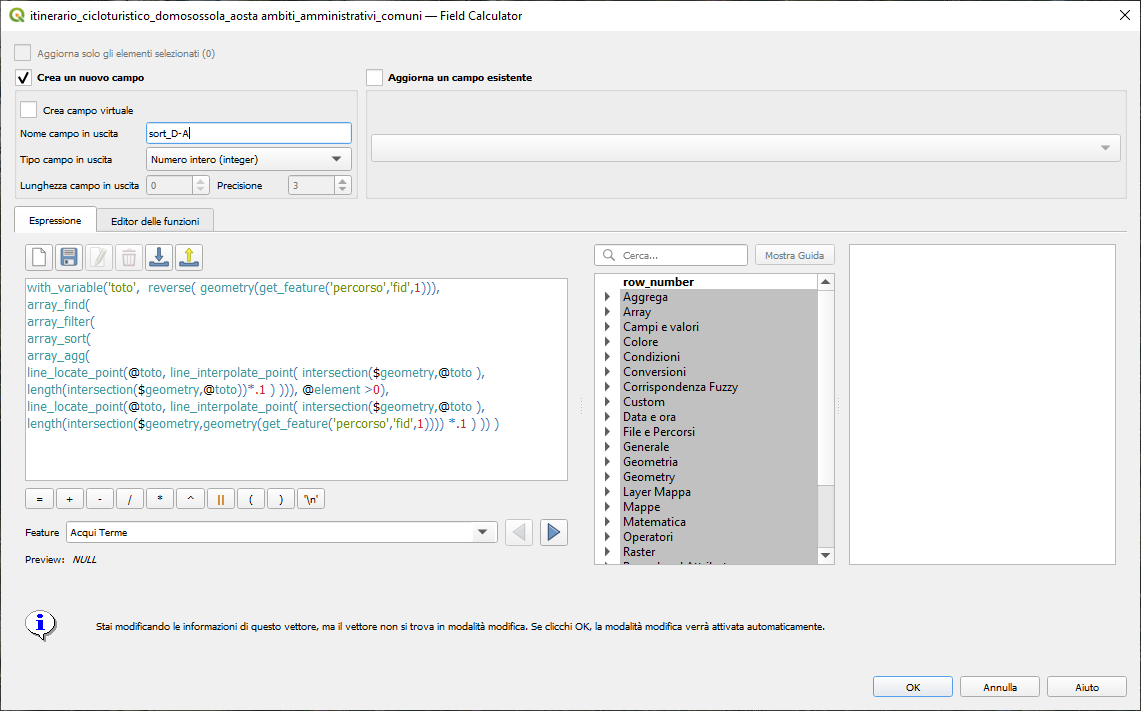 itinerario_cicloturistico_domosossola_aosta ambiti_amministrativi_comuni — Field Calculator
Aggiorna solo gli elementi selezionati (0)
Crea un nuovo campo
Aggiorna un campo esistente
Crea campo virtuale
Nome campo in uscita sort_D-A
Tipo campo in uscita Numero intero (integer)
Lunghezza campo in uscita 0 Precisione 3
Espressione Editor delle funzioni
Cerca... Mostra Guida
with_variable('toto', reverse( geometry(get_feature('percorso','fid',1))),
array_find(
array_filter(
array_sort(
array_agg(
line_locate_point(@toto, line_interpolate_point( intersection($geometry,@toto ),
length(intersection($geometry,@toto))*.1 ) ))), @element >0),
line_locate_point(@toto, line_interpolate_point( intersection($geometry,@toto ),
length(intersection($geometry,geometry(get_feature('percorso','fid',1)))) *.1 ) )) )
row_number
Aggrega
Array
Campi e valori
Colore
Condizioni
Conversioni
Corrispondenza Fuzzy
Custom
Data e ora
File e Percorsi
Generale
Geometria
Geometry
Layer Mappa
Mappe
Matematica
Operatori
Raster
= + - / * ^ || ( ) '\n'
Feature Acqui Terme
Preview: NULL
Stai modificando le informazioni di questo vettore, ma il vettore non si trova in modalità modifica. Se clicchi OK, la modalità modifica verrà attivata automaticamente.
OK Annulla Aiuto